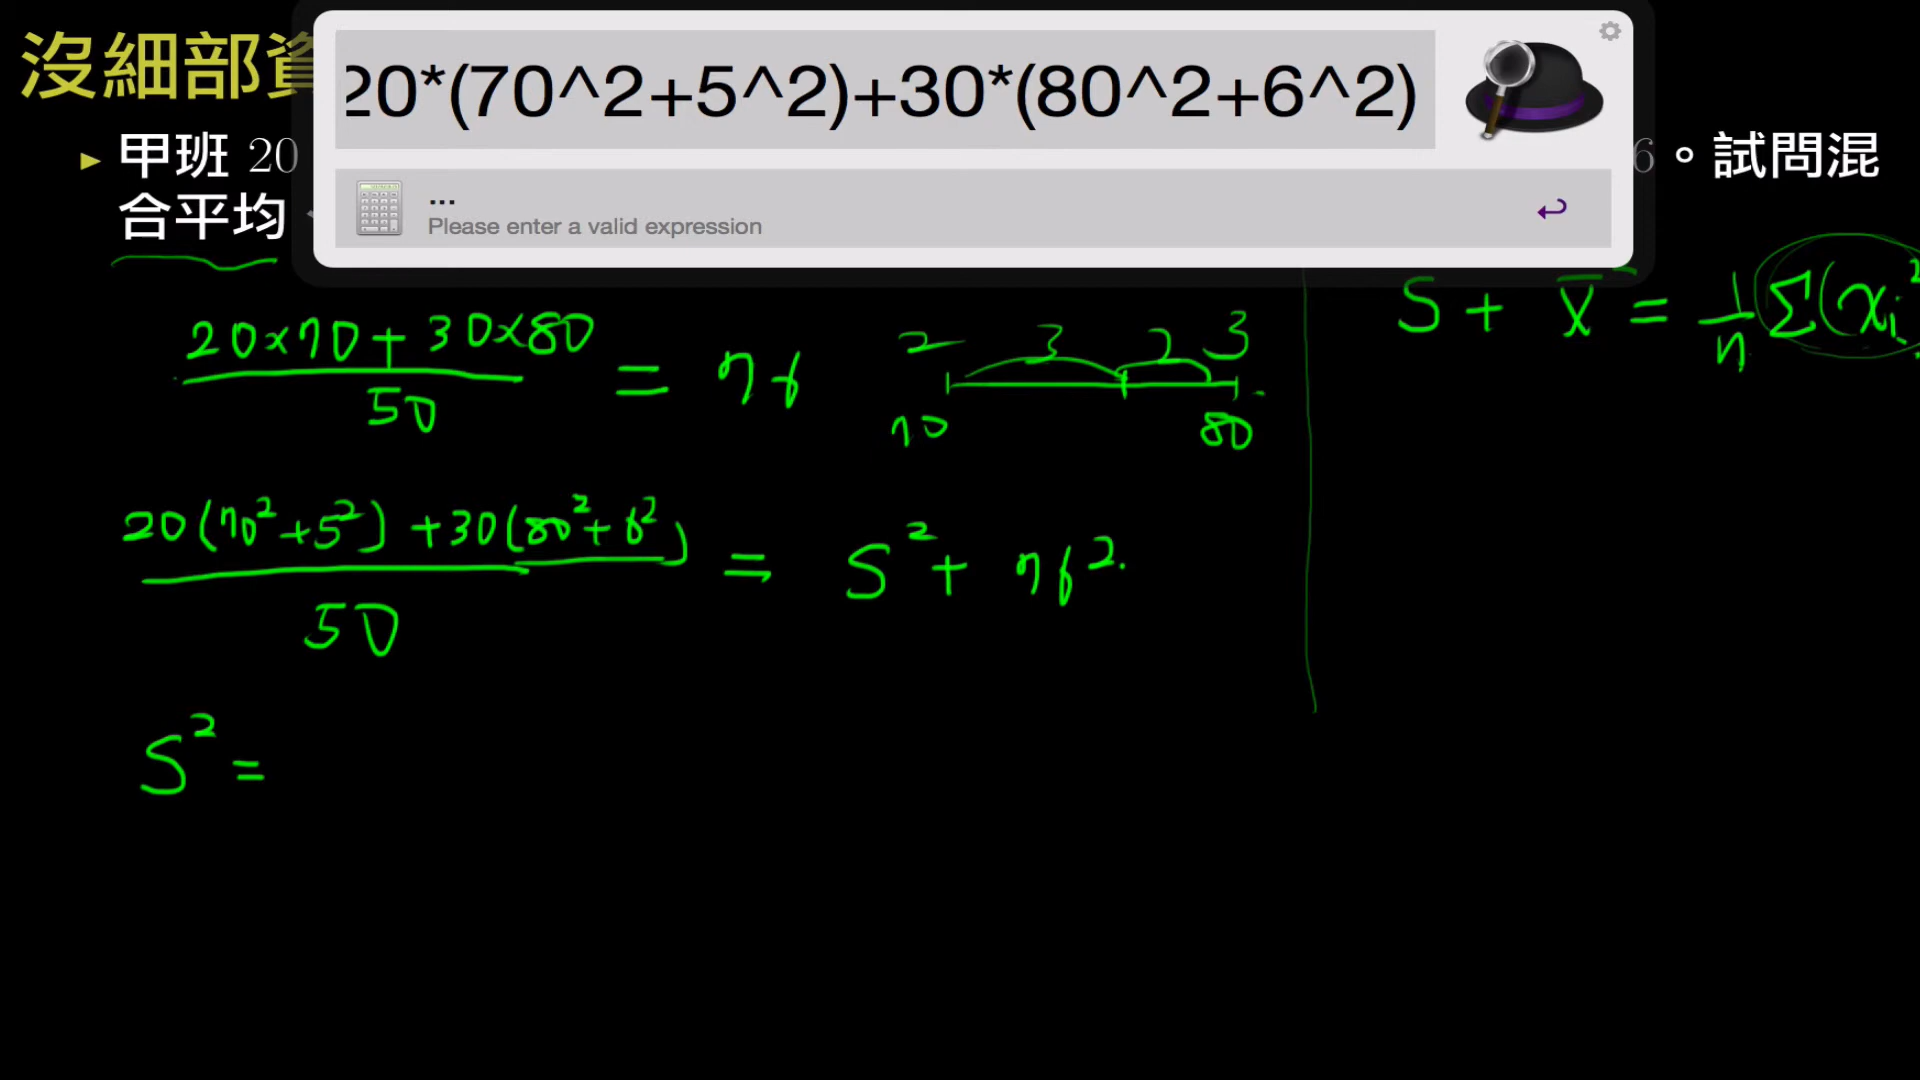 沒細部資
20*(70^2+5^2)+30*(80^2+6^2)
...
Please enter a valid expression
甲班 20
6。試問混
合平均
20×70+30×80
50
= 76
2 3 2 3
70 80
S + X̄ = 1/n Σ(xᵢ²
20(70²+5²)+30(80²+6²)
50
= S²+76².
S²=